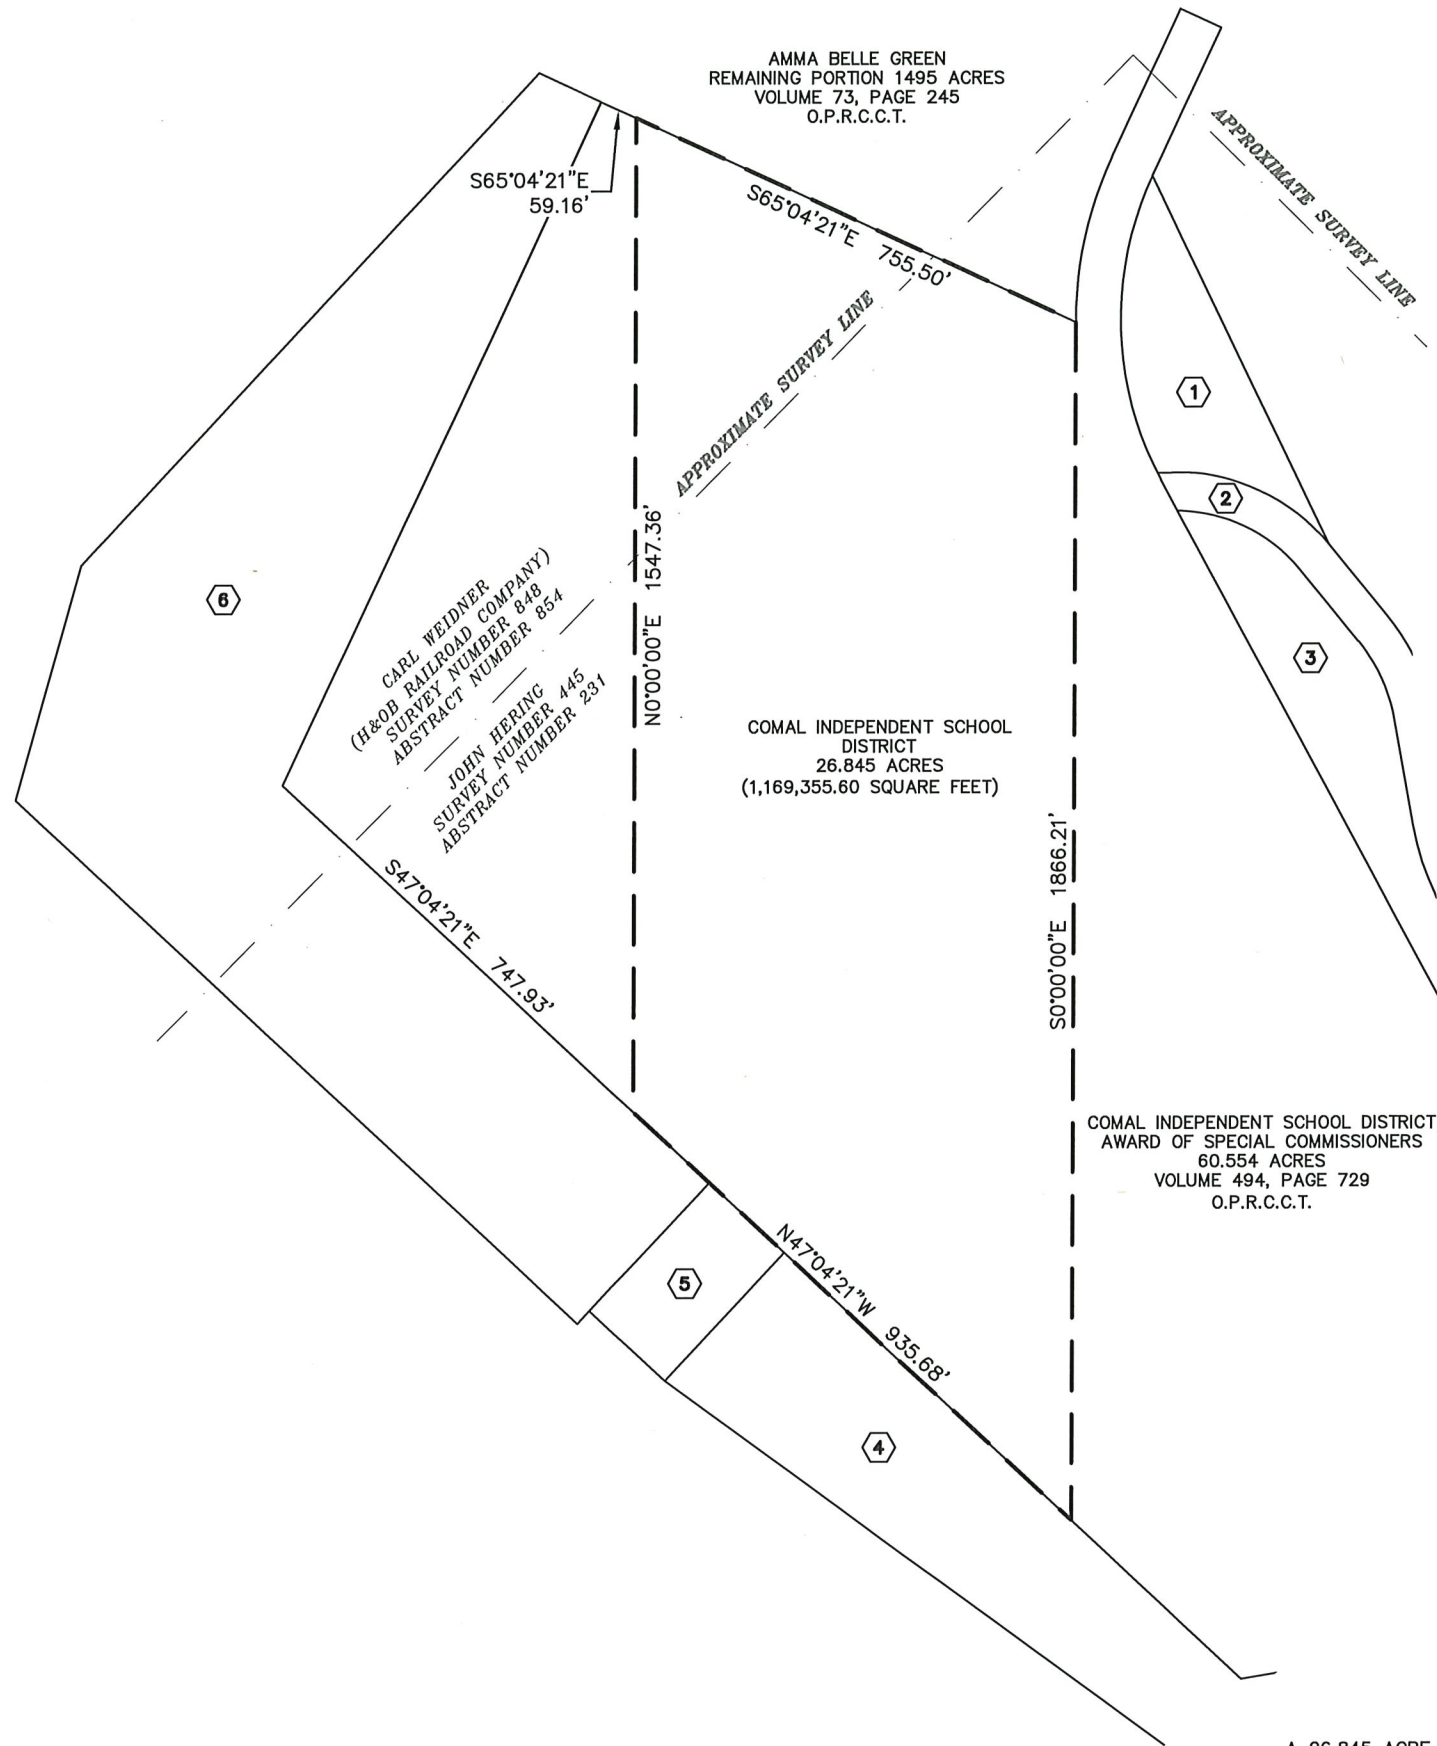 AMMA BELLE GREEN
REMAINING PORTION 1495 ACRES
VOLUME 73, PAGE 245
O.P.R.C.C.T.
APPROXIMATE SURVEY LINE
S65°04'21"E
59.16'
S65°04'21"E 755.50'
APPROXIMATE SURVEY LINE
1
2
3
N0°00'00"E 1547.36'
6
CARL WEIDNER
(H&OB RAILROAD COMPANY)
SURVEY NUMBER 848
ABSTRACT NUMBER 854
JOHN HERING
SURVEY NUMBER 445
ABSTRACT NUMBER 231
COMAL INDEPENDENT SCHOOL
DISTRICT
26.845 ACRES
(1,169,355.60 SQUARE FEET)
S0°00'00"E 1866.21'
S47°04'21"E 747.93'
COMAL INDEPENDENT SCHOOL DISTRICT
AWARD OF SPECIAL COMMISSIONERS
60.554 ACRES
VOLUME 494, PAGE 729
O.P.R.C.C.T.
5
N47°04'21"W 935.68'
4
A 26.845 ACRE